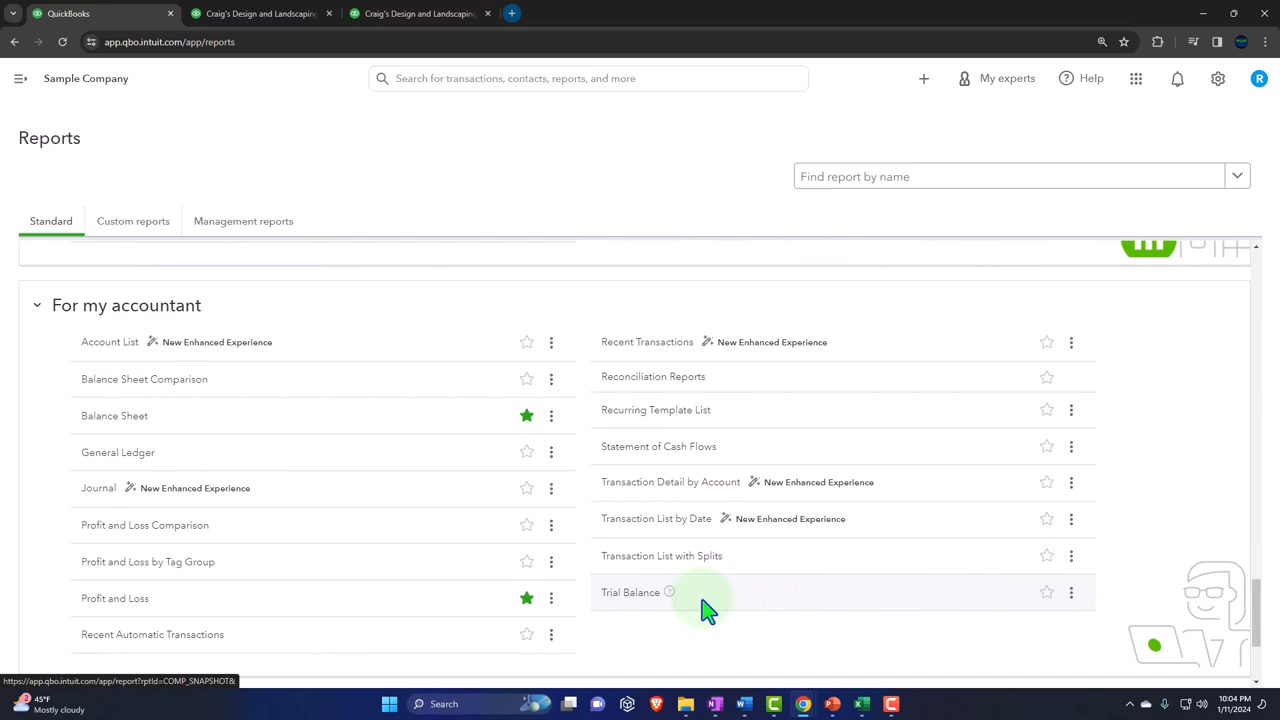 QuickBooks
Craig's Design and Landscaping
Craig's Design and Landscaping
app.qbo.intuit.com/app/reports
Sample Company
Search for transactions, contacts, reports, and more
My experts
Help
R
Reports
Find report by name
Standard
Custom reports
Management reports
For my accountant
Account List New Enhanced Experience
Balance Sheet Comparison
Balance Sheet
General Ledger
Journal New Enhanced Experience
Profit and Loss Comparison
Profit and Loss by Tag Group
Profit and Loss
Recent Automatic Transactions
Recent Transactions New Enhanced Experience
Reconciliation Reports
Recurring Template List
Statement of Cash Flows
Transaction Detail by Account New Enhanced Experience
Transaction List by Date New Enhanced Experience
Transaction List with Splits
Trial Balance
https://app.qbo.intuit.com/app/report?rptId=COMP_SNAPSHOT&
2
45°F
Mostly cloudy
Search
10:04 PM
1/11/2024